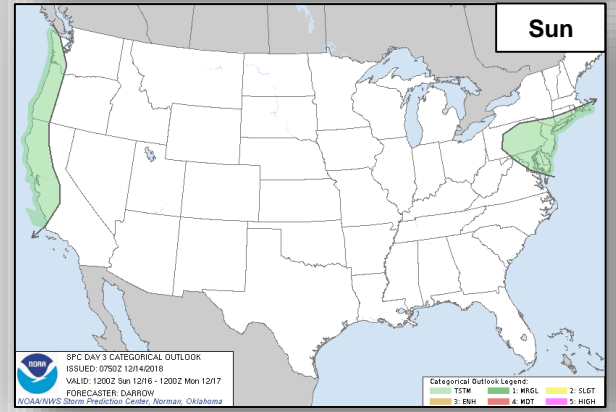 Sun
NOAA
SPC DAY 3 CATEGORICAL OUTLOOK
ISSUED: 0750Z 12/14/2018
VALID: 1200Z Sun 12/16 - 1200Z Mon 12/17
FORECASTER: DARROW
NOAA/NWS Storm Prediction Center, Norman, Oklahoma
Categorical Outlook Legend:
TSTM 1: MRGL 2: SLGT
3: ENH 4: MDT 5: HIGH